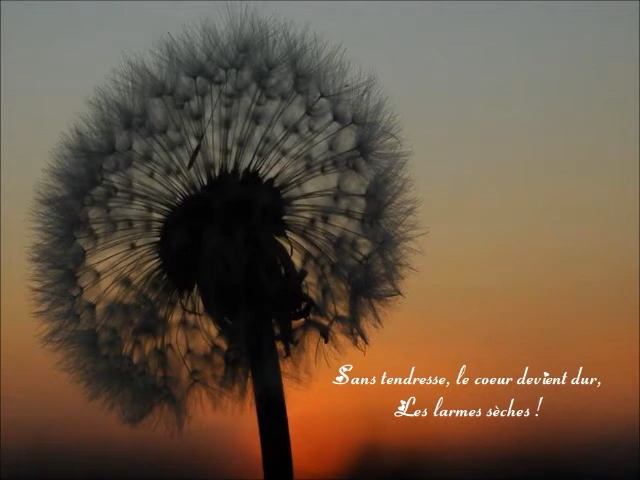 Sans tendresse, le coeur devient dur,
Les larmes sèches !